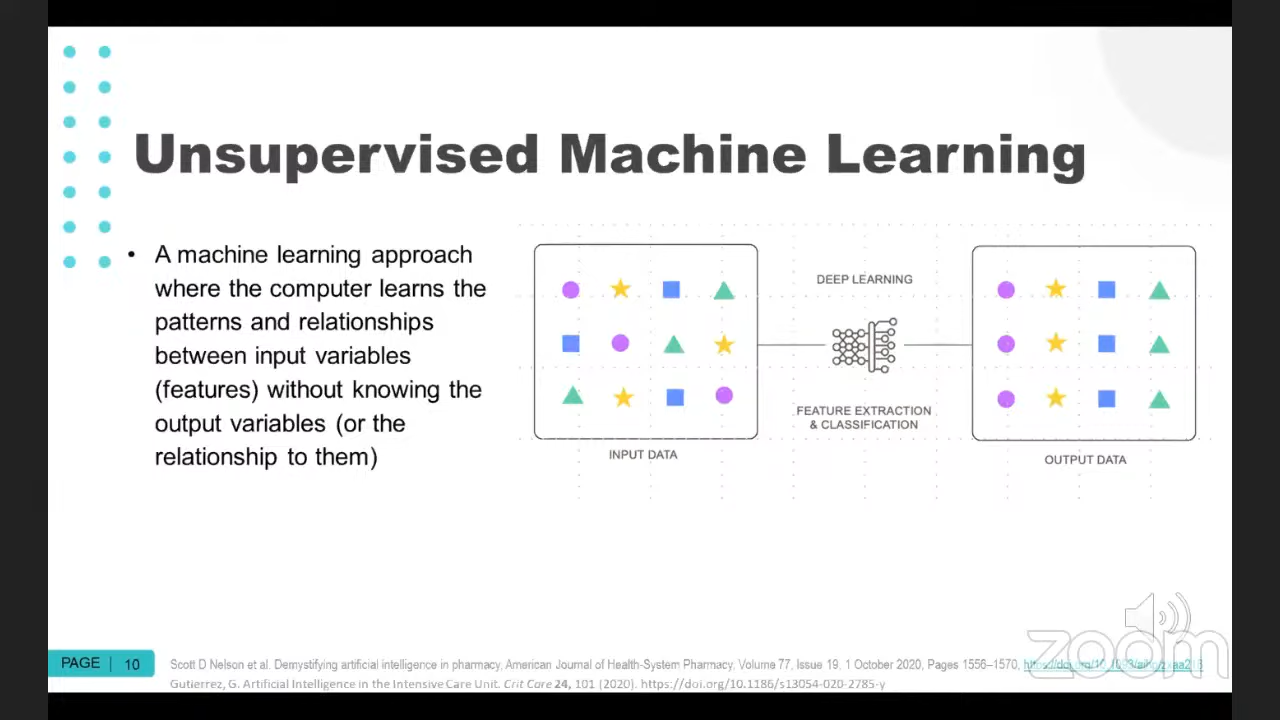 Unsupervised Machine Learning
• A machine learning approach
where the computer learns the
patterns and relationships
between input variables
(features) without knowing the
output variables (or the
relationship to them)
DEEP LEARNING
FEATURE EXTRACTION
& CLASSIFICATION
INPUT DATA
OUTPUT DATA
PAGE | 10
Scott D Nelson et al. Demystifying artificial intelligence in pharmacy, American Journal of Health-System Pharmacy, Volume 77, Issue 19, 1 October 2020, Pages 1556–1570,
Gutierrez, G. Artificial Intelligence in the Intensive Care Unit. Crit Care 24, 101 (2020). https://doi.org/10.1186/s13054-020-2785-y
zoom